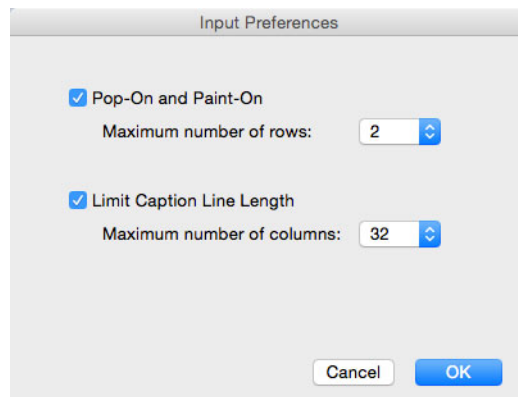 Input Preferences
Pop-On and Paint-On
Maximum number of rows: 2
Limit Caption Line Length
Maximum number of columns: 32
Cancel OK